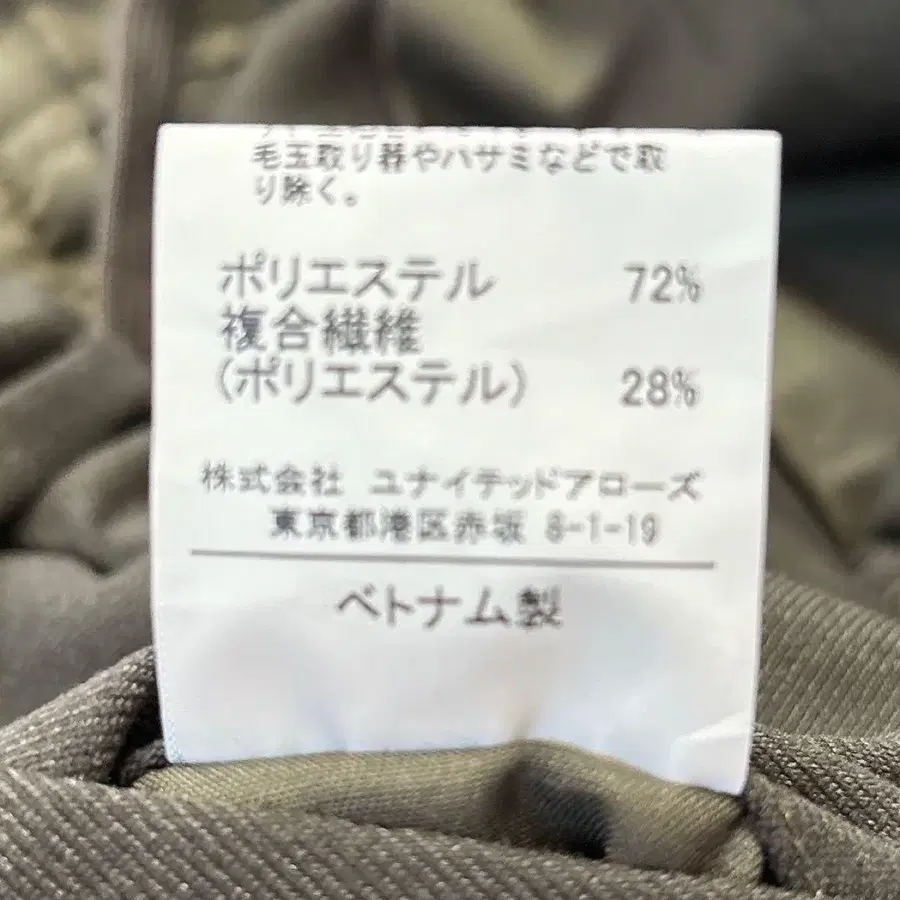 毛玉取り器やハサミなどで取
り除く。
ポリエステル 72%
複合繊維
(ポリエステル) 28%
株式会社 ユナイテッドアローズ
東京都港区赤坂 8-1-19
ベトナム製